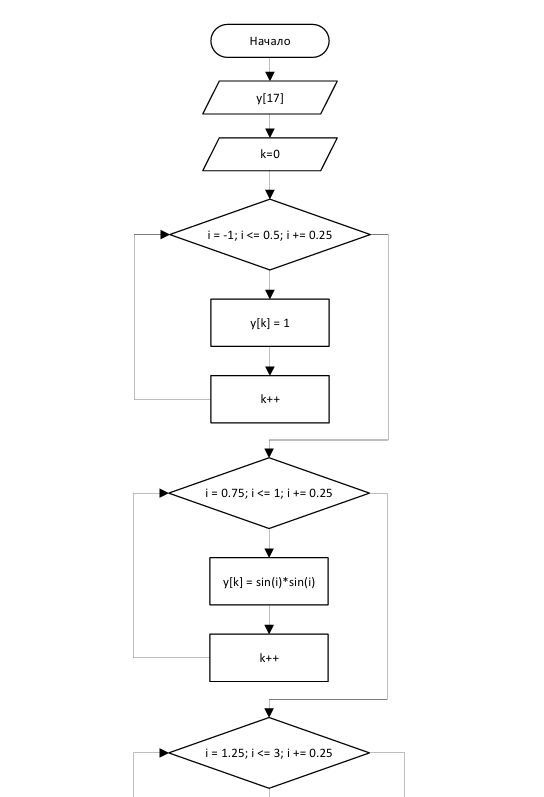 Начало
y[17]
k=0
i = -1; i <= 0.5; i += 0.25
y[k] = 1
k++
i = 0.75; i <= 1; i += 0.25
y[k] = sin(i)*sin(i)
k++
i = 1.25; i <= 3; i += 0.25